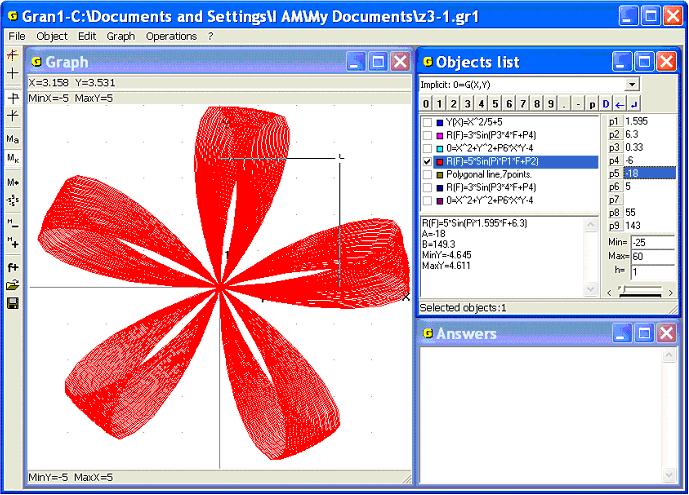 Gran1-C:\Documents and Settings\I AM\My Documents\z3-1.gr1
File Object Edit Graph Operations ?
Graph
X=3.158 Y=3.531
MinX=-5 MaxY=5
1
X
MinY=-5 MaxX=5
Objects list
Implicit: 0=G(X,Y)
0 1 2 3 4 5 6 7 8 9 . - p D ← ↲
Y(X)=X^2/5+5
R(F)=3*Sin(P3*4*F+P4)
0=X^2+Y^2+P6*X*Y-4
R(F)=5*Sin(Pi*P1*F+P2)
Polygonal line,7points.
R(F)=3*Sin(P3*4*F+P4)
0=X^2+Y^2+P6*X*Y-4
p1 1.595
p2 6.3
p3 0.33
p4 -6
p5 -18
p6 5
p7
p8 55
p9 143
R(F)=5*Sin(Pi*1.595*F+6.3)
A=-18
B=149.3
MinY=-4.645
MaxY=4.611
Min= -25
Max= 60
h= 1
< >
Selected objects:1
Answers